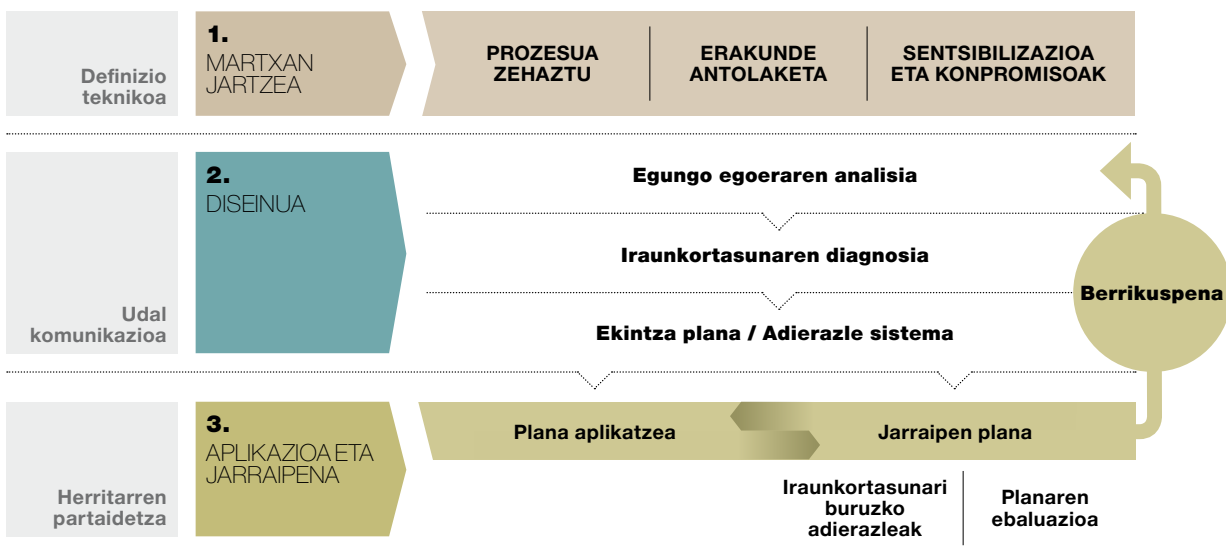 Definizio
teknikoa
1.
MARTXAN
JARTZEA
PROZESUA
ZEHAZTU
ERAKUNDE
ANTOLAKETA
SENTSIBILIZAZIOA
ETA KONPROMISOAK
Udal
komunikazioa
2.
DISEINUA
Egungo egoeraren analisia
Iraunkortasunaren diagnosia
Ekintza plana / Adierazle sistema
Berrikuspena
Herritarren
partaidetza
3.
APLIKAZIOA ETA
JARRAIPENA
Plana aplikatzea
Jarraipen plana
Iraunkortasunari
buruzko
adierazleak
Planaren
ebaluazioa